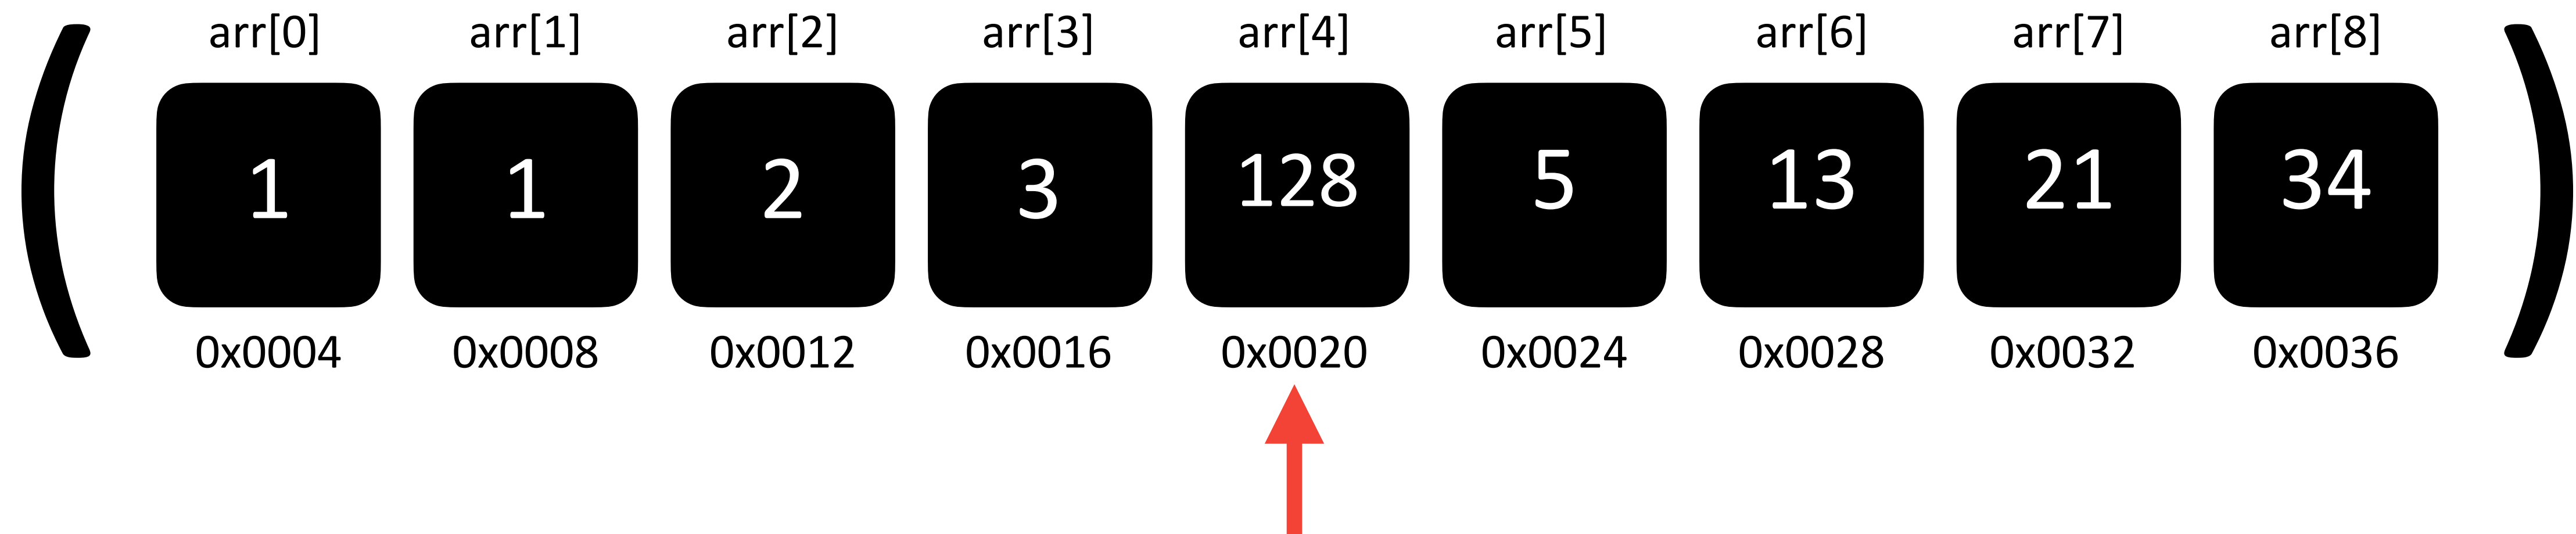 arr[0] arr[1] arr[2] arr[3] arr[4] arr[5] arr[6] arr[7] arr[8]
1 1 2 3 128 5 13 21 34
0x0004 0x0008 0x0012 0x0016 0x0020 0x0024 0x0028 0x0032 0x0036